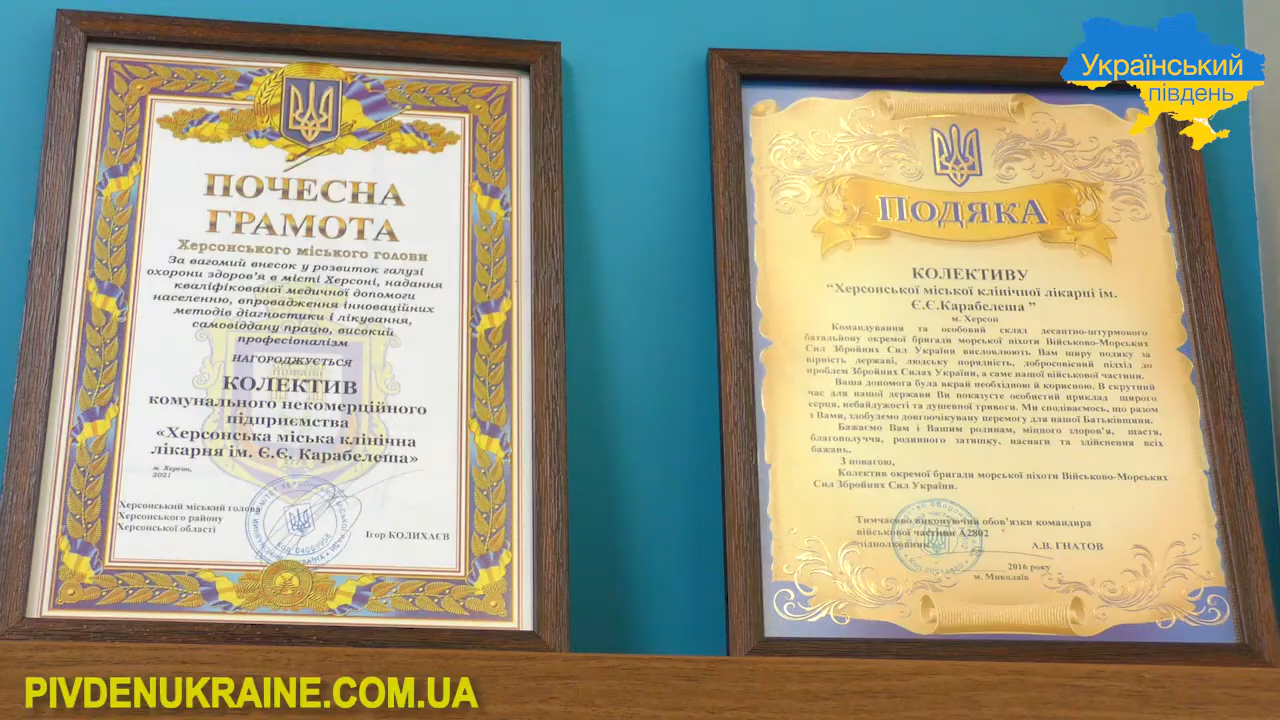 ПОЧЕСНА
ГРАМОТА
Херсонського міського голови
За вагомий внесок у розвиток галузі
охорони здоров'я в місті Херсоні, надання
кваліфікованої медичної допомоги
населенню, впровадження інноваційних
методів діагностики і лікування,
самовіддану працю, високий
професіоналізм
НАГОРОДЖУЄТЬСЯ
КОЛЕКТИВ
комунального некомерційного
підприємства
«Херсонська міська клінічна
лікарня ім. Є.Є. Карабелеша»
м. Херсон,
2021
Херсонський міський голова
Херсонського району
Херсонської області
Ігор КОЛИХАЄВ
Український
південь
ПОДЯКА
КОЛЕКТИВУ
“Херсонської міської клінічної лікарні ім.
Є.Є.Карабелеша ”
м. Херсон
Командування та особовий склад десантно-штурмового
батальйону окремої бригади морської піхоти Військово-Морських
Сил Збройних Сил України висловлюють Вам щиру подяку за
вірність державі, людську порядність, добросовісний підхід до
проблем Збройних Силах України, а саме нашої військової частини.
Ваша допомога була вкрай необхідной й корисною. В скрутний
час для нашої держави Ви показуєте особистий приклад широго
серця, небайдужості та душевної тривоги. Ми сподіваємось, що разом
з Вами, здобудемо довгоочікувану перемогу для нашої Батьківщини.
Бажаємо Вам і Вашим родинам, міцного здоров'я, щастя,
благополуччя, родинного затишку, наснаги та здійснення всіх
бажань.
З повагою,
Колектив окремої бригади морської піхоти Військово-Морських
Сил Збройних Сил України.
Тимчасово виконуючий обов'язки командира
військової частини А2802
підполковник А.В. ГНАТОВ
2016 року
м. Миколаїв
PIVDENUKRAINE.COM.UA